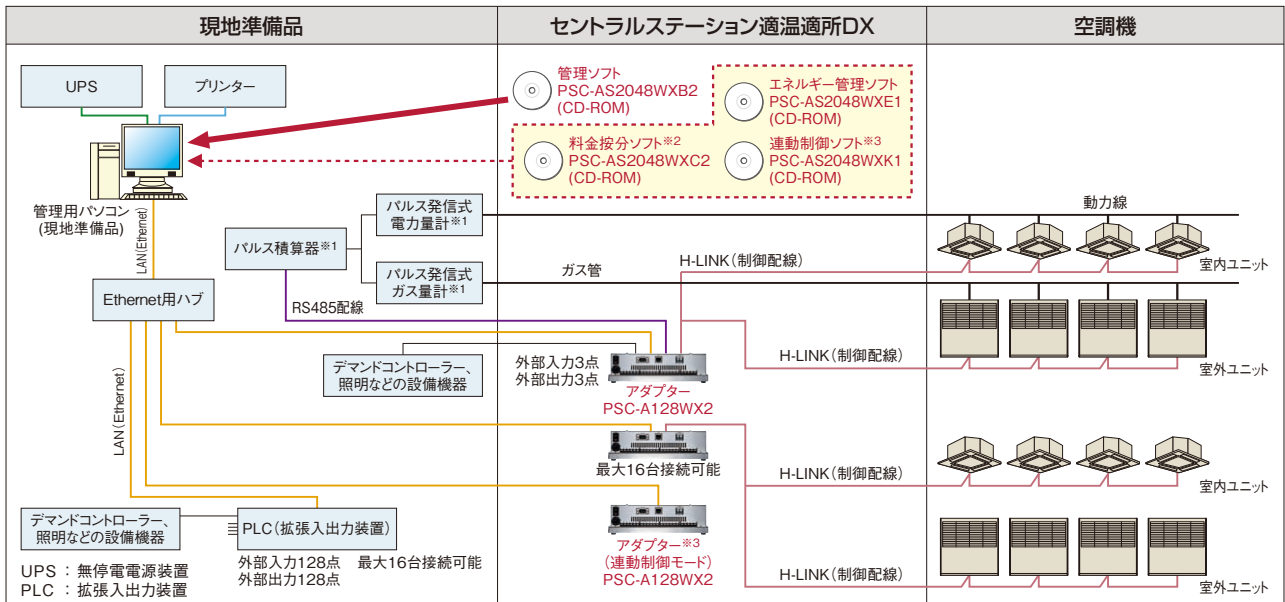 現地準備品
セントラルステーション適温適所DX
空調機
UPS
プリンター
管理用パソコン
(現地準備品)
LAN(Ethernet)
Ethernet用ハブ
LAN(Ethernet)
管理ソフト
PSC-AS2048WXB2
(CD-ROM)
エネルギー管理ソフト
PSC-AS2048WXE1
(CD-ROM)
料金按分ソフト※2
PSC-AS2048WXC2
(CD-ROM)
連動制御ソフト※3
PSC-AS2048WXK1
(CD-ROM)
パルス積算器※1
パルス発信式
電力量計※1
パルス発信式
ガス量計※1
RS485配線
動力線
ガス管
H-LINK(制御配線)
室内ユニット
H-LINK(制御配線)
室外ユニット
デマンドコントローラー、
照明などの設備機器
外部入力3点
外部出力3点
アダプター
PSC-A128WX2
最大16台接続可能
H-LINK(制御配線)
室内ユニット
アダプター※3
(連動制御モード)
PSC-A128WX2
H-LINK(制御配線)
室外ユニット
デマンドコントローラー、
照明などの設備機器
PLC(拡張入出力装置)
外部入力128点
外部出力128点
最大16台接続可能
UPS : 無停電電源装置
PLC : 拡張入出力装置